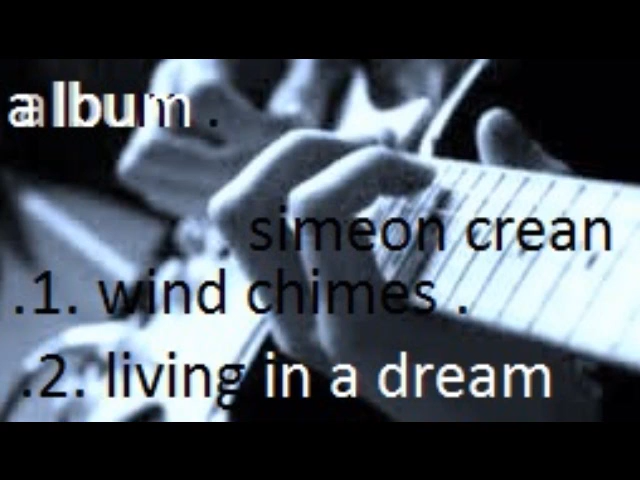 album .
. simeon crean
.1. wind chimes .
.2. living in a dream